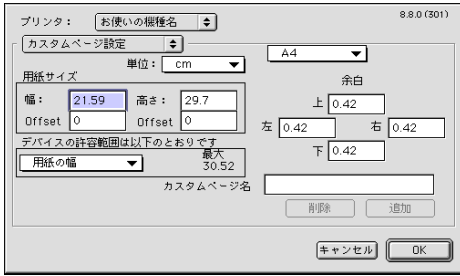 8.8.0 (301)
プリンタ： お使いの機種名
カスタムページ設定
A4
単位： cm
用紙サイズ
幅： 21.59 高さ： 29.7
Offset 0 Offset 0
余白
上 0.42
左 0.42 右 0.42
下 0.42
デバイスの許容範囲は以下のとおりです
用紙の幅 最大
30.52
カスタムページ名
削除 追加
キャンセル OK